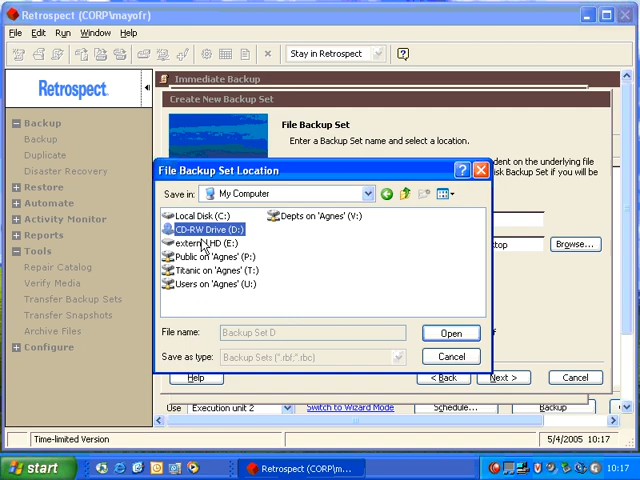 Retrospect (CORP\mayofr)
File Edit Run Window Help
Stay in Retrospect
Retrospect
Immediate Backup
Create New Backup Set
File Backup Set
Enter a Backup Set name and select a location.
Backup
Backup
Duplicate
Disaster Recovery
Restore
Automate
Activity Monitor
Reports
Tools
Repair Catalog
Verify Media
Transfer Backup Sets
Transfer Snapshots
Archive Files
Configure
File Backup Set Location
Save in: My Computer
Local Disk (C:)
CD-RW Drive (D:)
HD (E:)
Public on 'Agnes' (P:)
Titanic on 'Agnes' (T:)
Users on 'Agnes' (U:)
Depts on 'Agnes' (V:)
File name: Backup Set D
Open
Save as type: Backup Sets (*.rbf;*.rbc)
Cancel
dent on the underlying file
isk Backup Set if you will be
top
Browse...
Help
< Back
Next >
Cancel
Use Execution unit 2
Switch to Wizard Mode
Schedule...
Backup
Time-limited Version
5/4/2005 10:17
start
Retrospect (CORP\m...
10:17